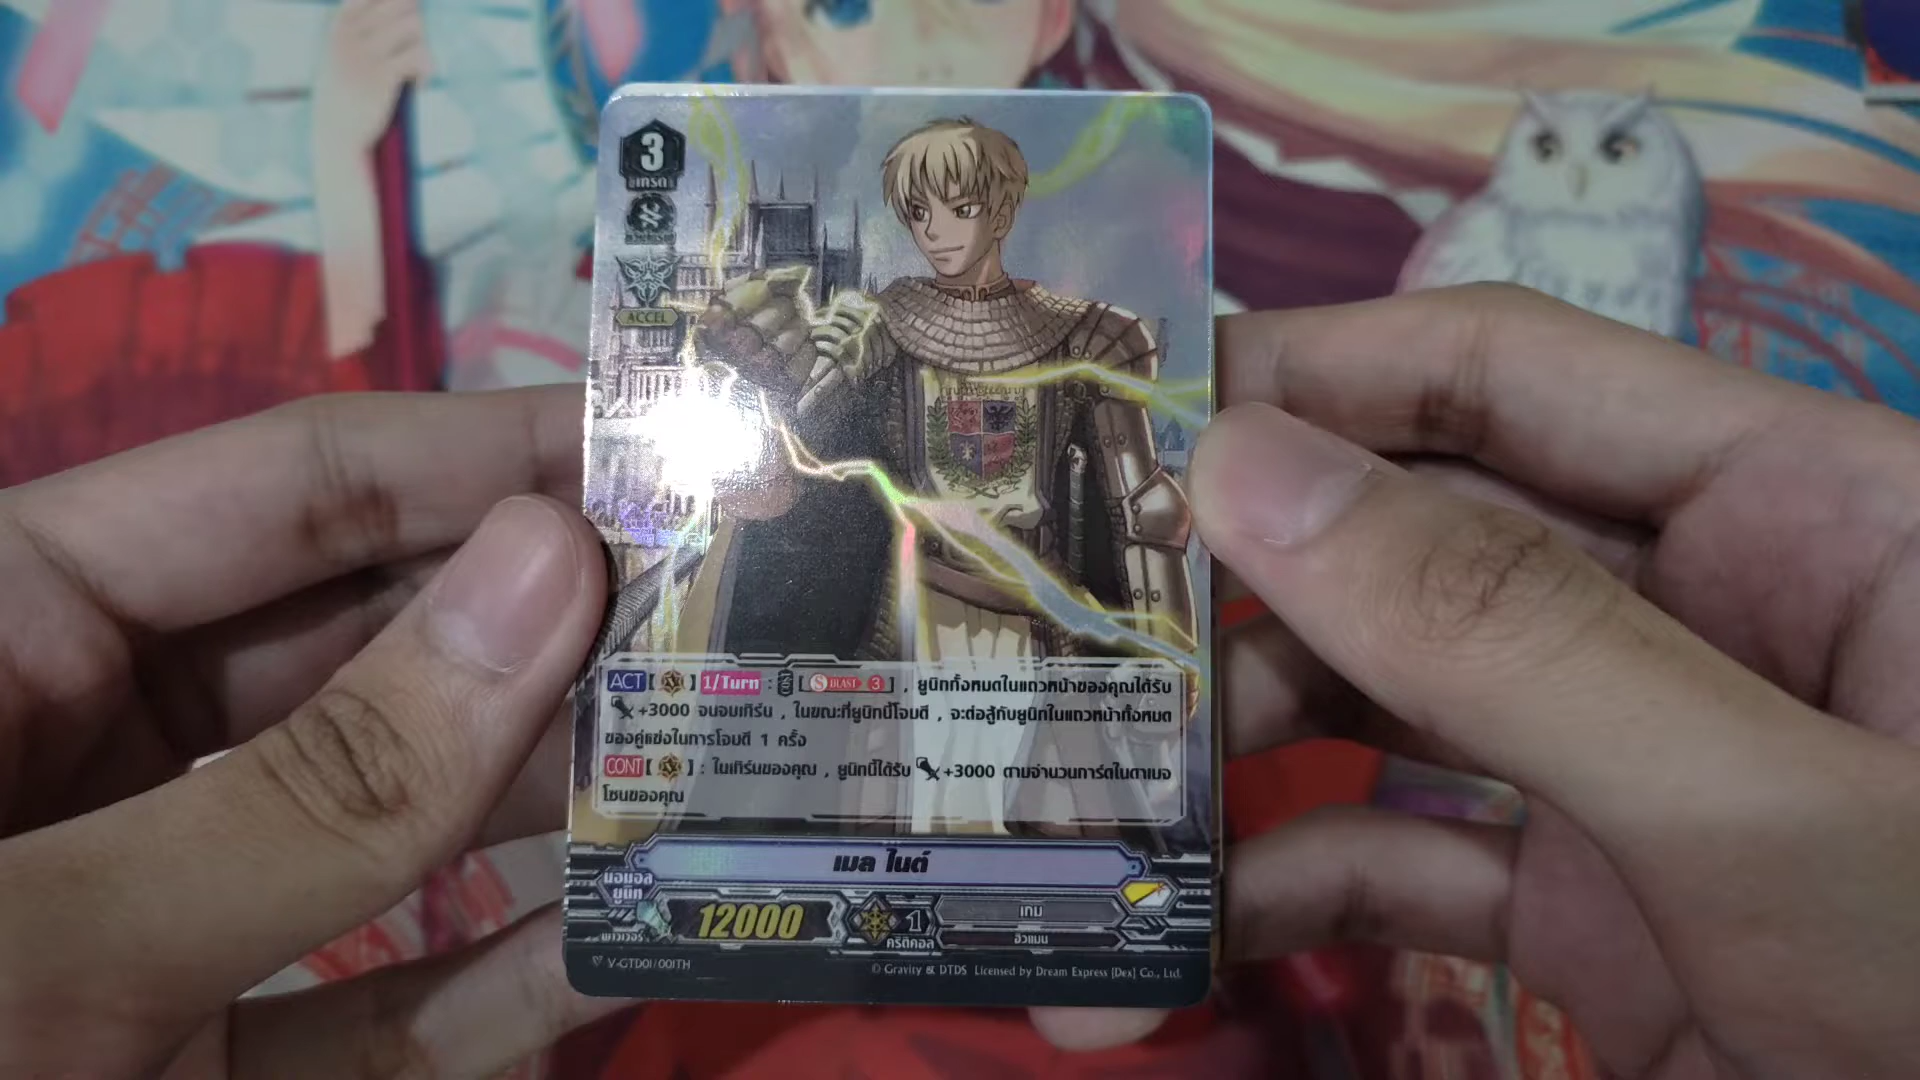 3
เกรด
ACCEL
ACT [ ] 1/Turn : COST [ S BLAST 3 ] , ยูนิททั้งหมดในแถวหน้าของคุณได้รับ
+3000 จนจบเทิร์น , ในขณะที่ยูนิทนี้โจมตี , จะต่อสู้กับยูนิทในแถวหน้าทั้งหมด
ของคู่แข่งในการโจมตี 1 ครั้ง
CONT [ ] : ในเทิร์นของคุณ , ยูนิทนี้ได้รับ +3000 ตามจำนวนการ์ดในดาเมจ
โซนของคุณ
เมล ไนต์
นอมอล
ยูนิท
พาวเวอร์
12000
1
คริติคอล
เกม
ฮิวแมน
V-GTD01/001TH
© Gravity & DTDS Licensed by Dream Express [Dex] Co., Ltd.